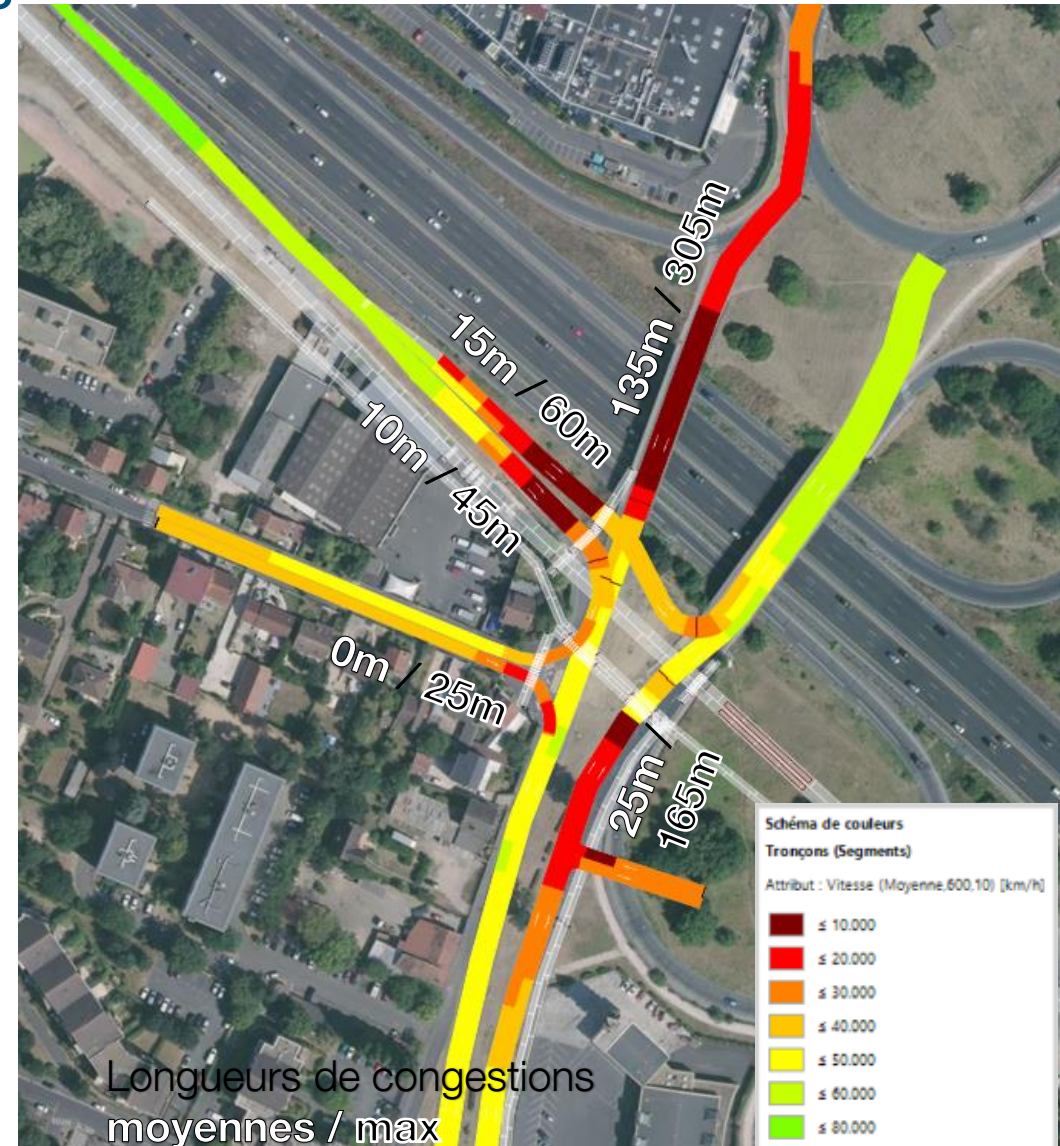 135m / 305m
15m / 60m
10m / 45m
0m / 25m
25m /
165m
Schéma de couleurs
Tronçons (Segments)
Attribut : Vitesse (Moyenne,600,10) [km/h]
≤ 10.000
≤ 20.000
≤ 30.000
≤ 40.000
≤ 50.000
≤ 60.000
≤ 80.000
Longueurs de congestions
moyennes / max